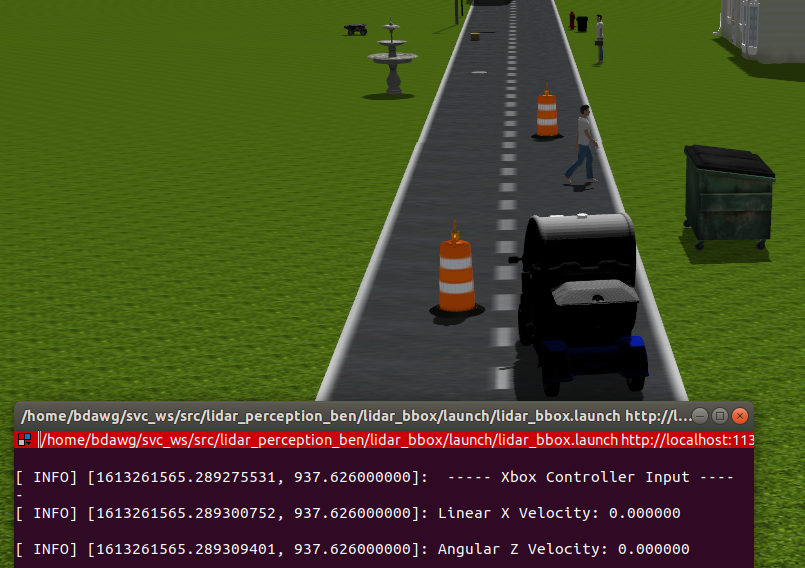 /home/bdawg/svc_ws/src/lidar_perception_ben/lidar_bbox/launch/lidar_bbox.launch http://l...
/home/bdawg/svc_ws/src/lidar_perception_ben/lidar_bbox/launch/lidar_bbox.launch http://localhost:113
[ INFO] [1613261565.289275531, 937.626000000]:  ----- Xbox Controller Input ----
-
[ INFO] [1613261565.289300752, 937.626000000]: Linear X Velocity: 0.000000
[ INFO] [1613261565.289309401, 937.626000000]: Angular Z Velocity: 0.000000